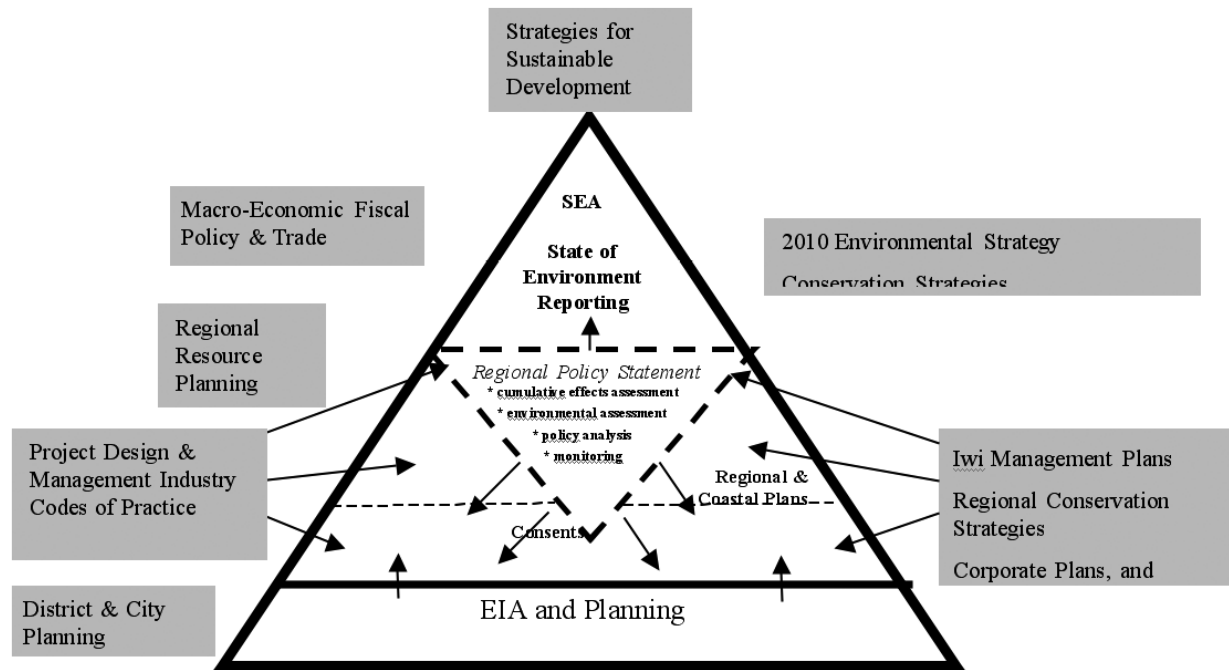 Strategies for
Sustainable
Development
SEA
State of
Environment
Reporting
Macro-Economic Fiscal
Policy & Trade
2010 Environmental Strategy
Conservation Strategies
Regional
Resource
Planning
Regional Policy Statement
* cumulative effects assessment
* environmental assessment
* policy analysis
* monitoring
Project Design &
Management Industry
Codes of Practice
Regional &
Coastal Plans
Consents
Iwi Management Plans
Regional Conservation
Strategies
Corporate Plans, and
District & City
Planning
EIA and Planning